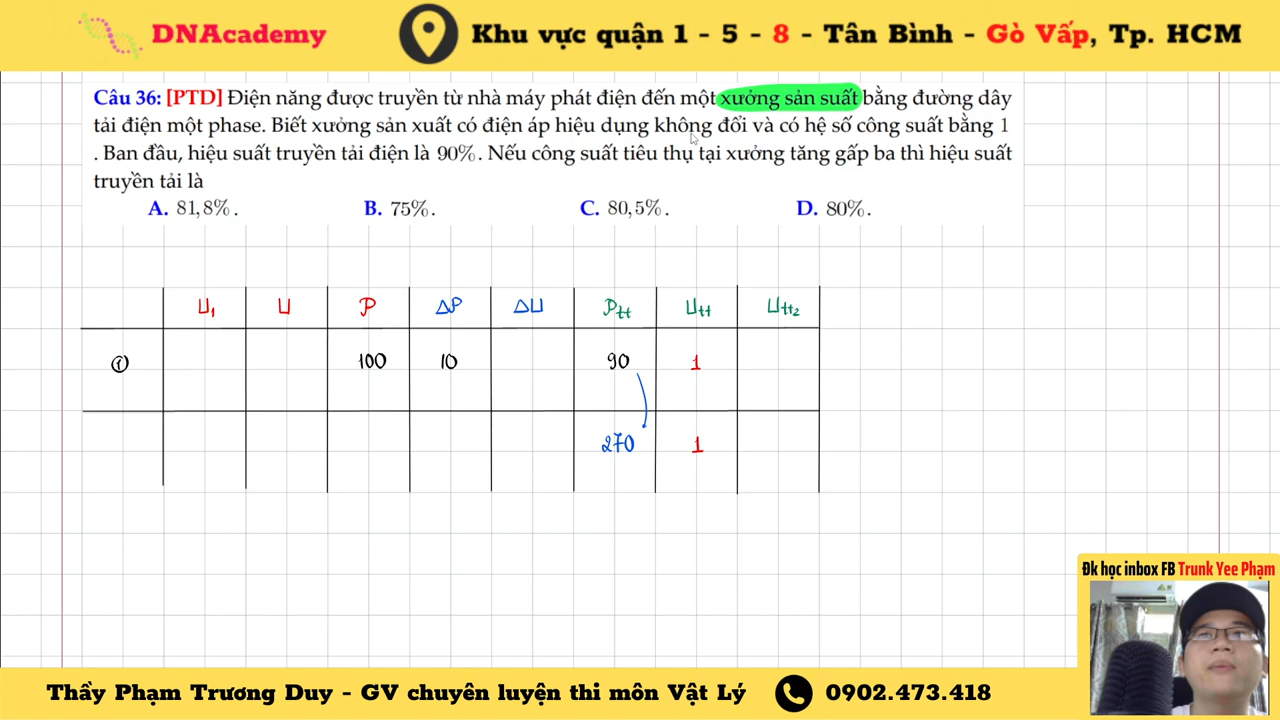 DNAcademy
Khu vực quận 1 - 5 - 8 - Tân Bình - Gò Vấp, Tp. HCM
Câu 36: [PTD] Điện năng được truyền từ nhà máy phát điện đến một xưởng sản suất bằng đường dây
tải điện một phase. Biết xưởng sản xuất có điện áp hiệu dụng không đổi và có hệ số công suất bằng 1
. Ban đầu, hiệu suất truyền tải điện là 90%. Nếu công suất tiêu thụ tại xưởng tăng gấp ba thì hiệu suất
truyền tải là
A. 81,8%. B. 75%. C. 80,5%. D. 80%.
U₁ U P ΔP ΔU Ptt Utt Utt₂
① 100 10 90 1
270 1
Đk học inbox FB Trunk Yee Phạm
Thầy Phạm Trương Duy - GV chuyên luyện thi môn Vật Lý 0902.473.418